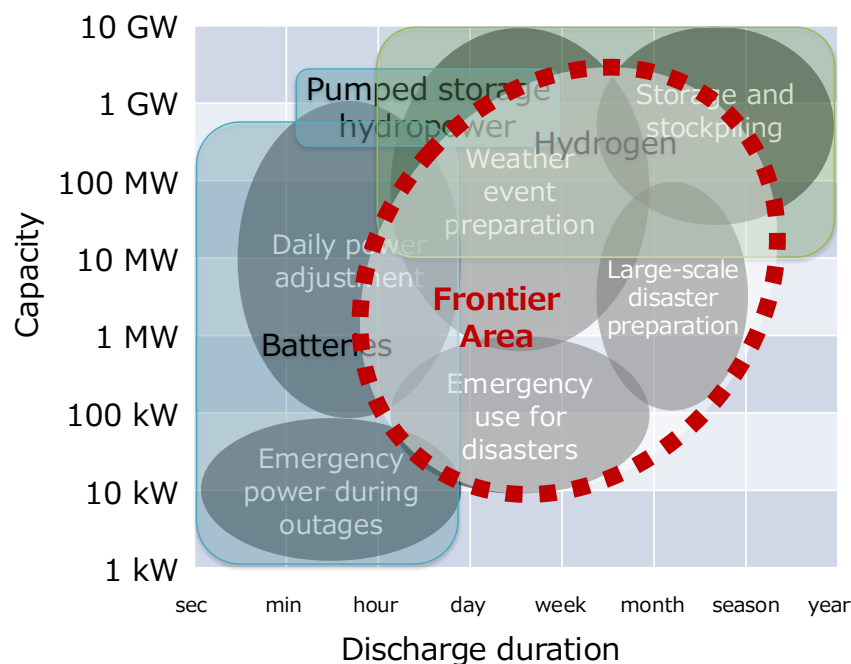 10 GW
1 GW
100 MW
10 MW
1 MW
100 kW
10 kW
1 kW
Capacity
Pumped storage
hydropower
Storage and
stockpiling
Hydrogen
Weather
event
preparation
Daily power
adjustment
Large-scale
disaster
preparation
Frontier
Area
Batteries
Emergency
use for
disasters
Emergency
power during
outages
sec min hour day week month season year
Discharge duration